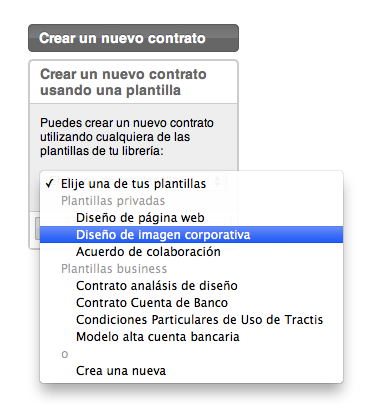 Crear un nuevo contrato
Crear un nuevo contrato
usando una plantilla
Puedes crear un nuevo contrato
utilizando cualquiera de las
plantillas de tu librería:
✓ Elije una de tus plantillas
Plantillas privadas
Diseño de página web
Diseño de imagen corporativa
Acuerdo de colaboración
Plantillas business
Contrato analásis de diseño
Contrato Cuenta de Banco
Condiciones Particulares de Uso de Tractis
Modelo alta cuenta bancaria
o
Crea una nueva